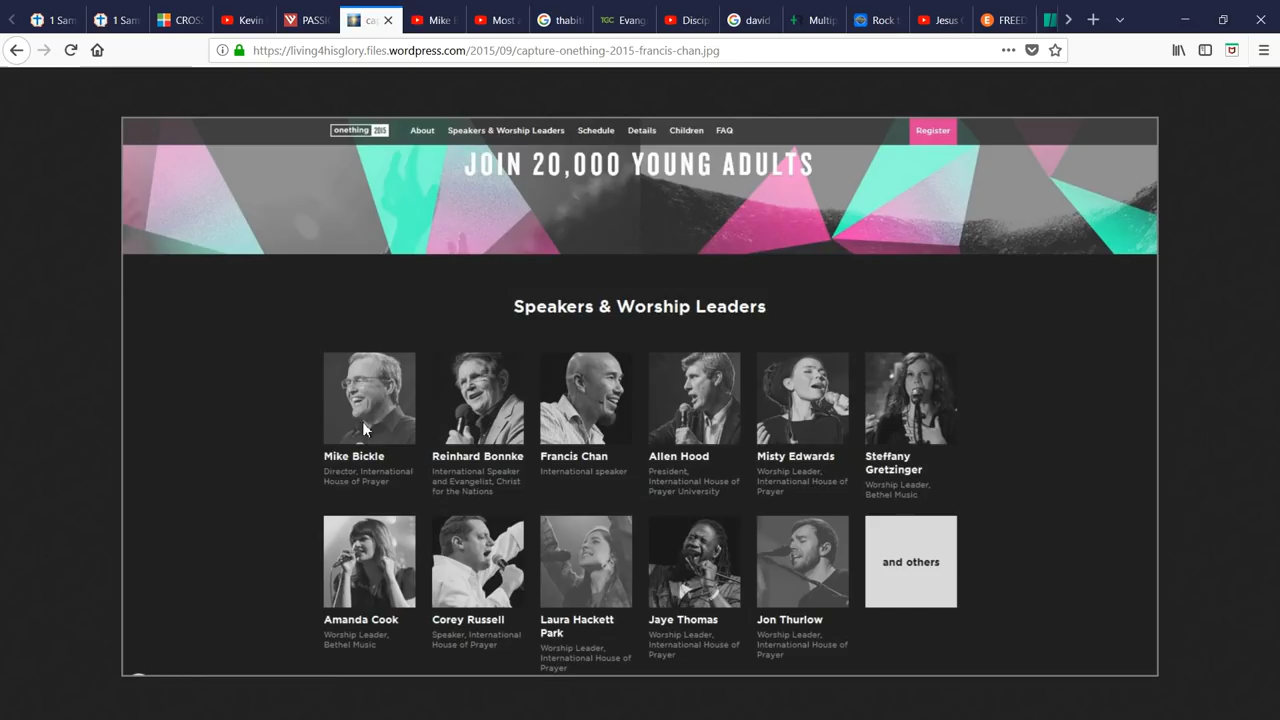 1 Sam
1 Sam
CROSS
Kevin
PASSIO
cap
Mike B
Most a
thabiti
TGC Evang
Discip
david
Multip
Rock t
Jesus C
FREED
https://living4hisglory.files.wordpress.com/2015/09/capture-onething-2015-francis-chan.jpg
onething 2015
About
Speakers & Worship Leaders
Schedule
Details
Children
FAQ
Register
JOIN 20,000 YOUNG ADULTS
Speakers & Worship Leaders
Mike Bickle
Director, International
House of Prayer
Reinhard Bonnke
International Speaker
and Evangelist, Christ
for the Nations
Francis Chan
International speaker
Allen Hood
President,
International House of
Prayer University
Misty Edwards
Worship Leader,
International House of
Prayer
Steffany
Gretzinger
Worship Leader,
Bethel Music
Amanda Cook
Worship Leader,
Bethel Music
Corey Russell
Speaker, International
House of Prayer
Laura Hackett
Park
Worship Leader,
International House of
Prayer
Jaye Thomas
Worship Leader,
International House of
Prayer
Jon Thurlow
Worship Leader,
International House of
Prayer
and others